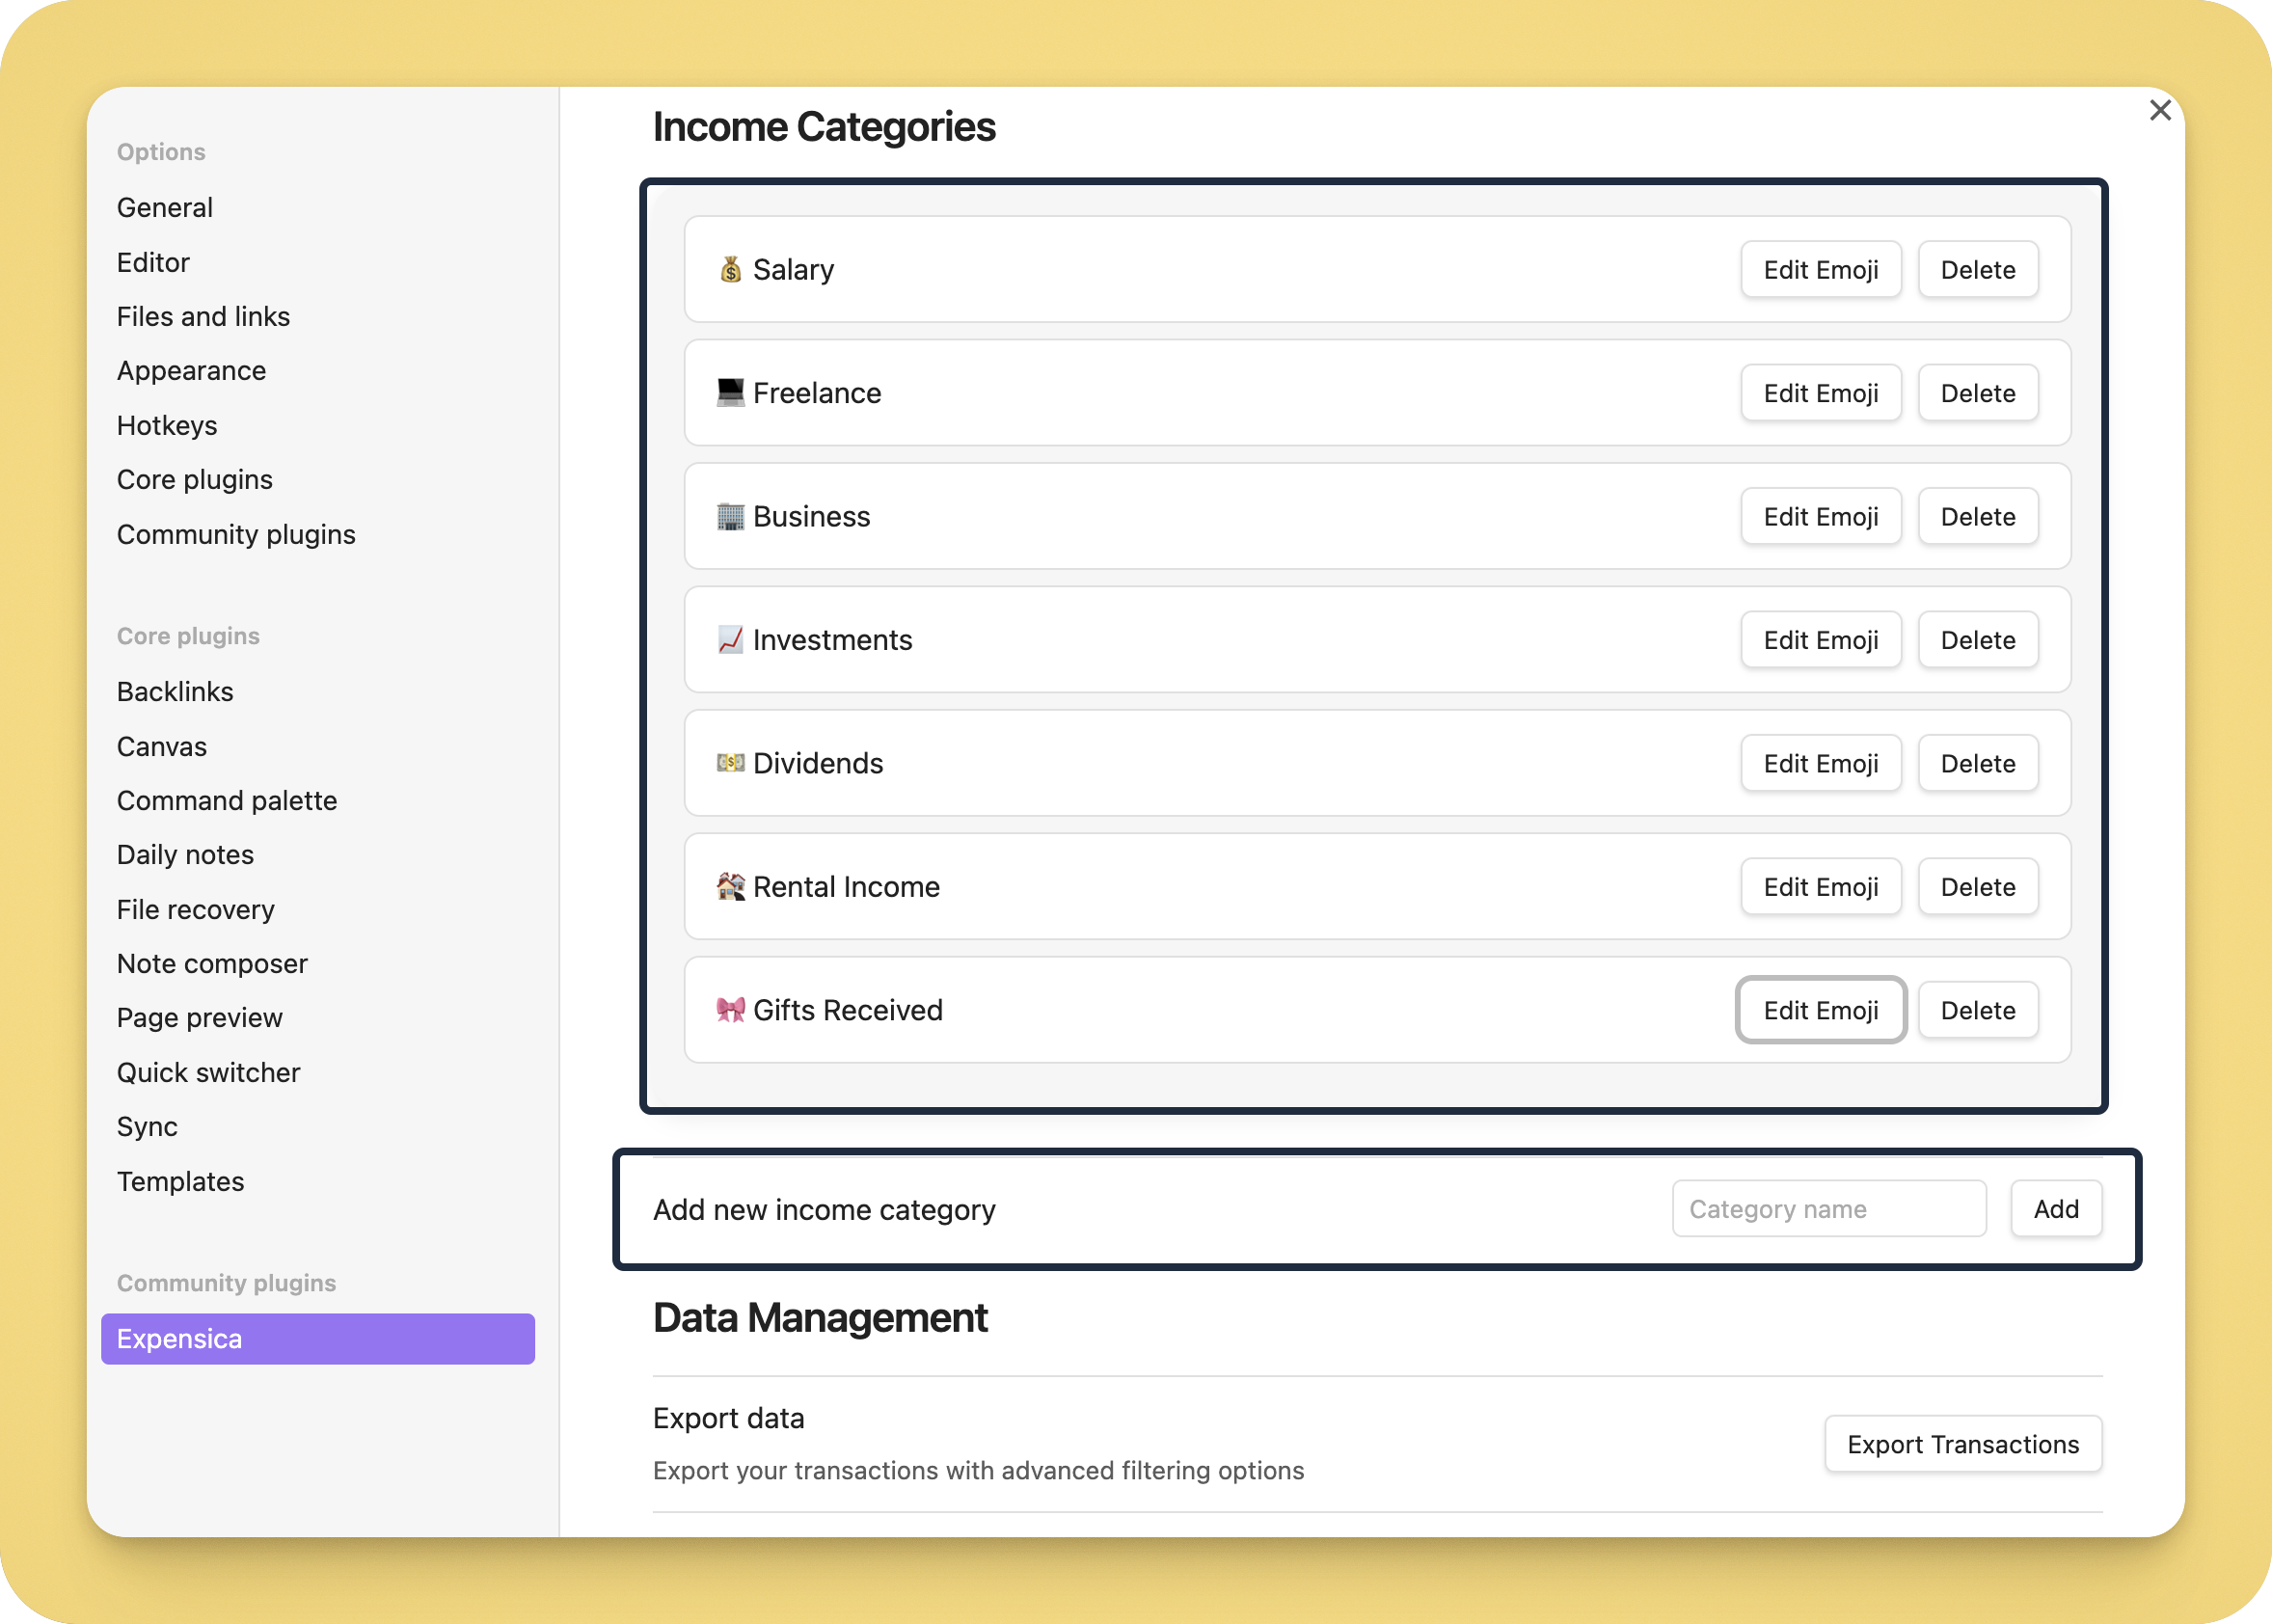 Options
General
Editor
Files and links
Appearance
Hotkeys
Core plugins
Community plugins
Core plugins
Backlinks
Canvas
Command palette
Daily notes
File recovery
Note composer
Page preview
Quick switcher
Sync
Templates
Community plugins
Expensica
Income Categories
💰 Salary Edit Emoji Delete
💻 Freelance Edit Emoji Delete
🏢 Business Edit Emoji Delete
📈 Investments Edit Emoji Delete
💵 Dividends Edit Emoji Delete
🏘️ Rental Income Edit Emoji Delete
🎀 Gifts Received Edit Emoji Delete
Add new income category Category name Add
Data Management
Export data
Export your transactions with advanced filtering options
Export Transactions